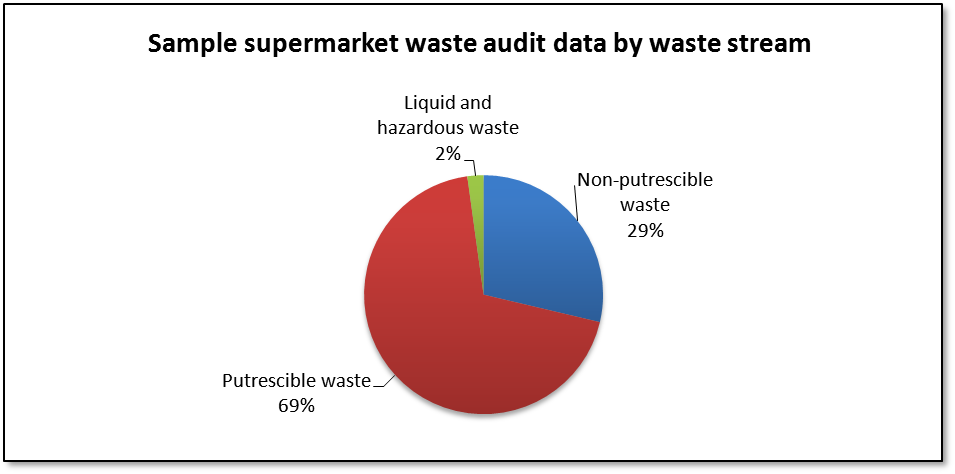 Sample supermarket waste audit data by waste stream
Liquid and
hazardous waste
2%
Non-putrescible
waste
29%
Putrescible waste
69%